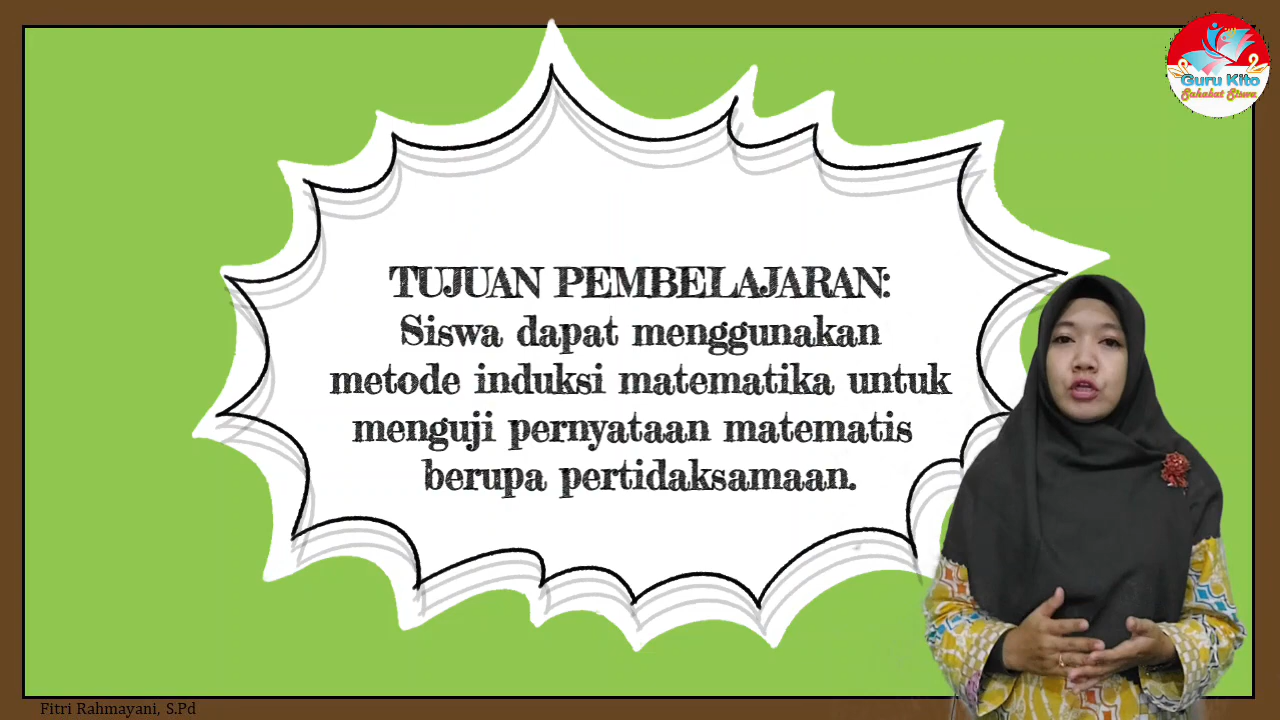 Guru Kito
Sahabat Siswa
TUJUAN PEMBELAJARAN:
Siswa dapat menggunakan
metode induksi matematika untuk
menguji pernyataan matematis
berupa pertidaksamaan.
Fitri Rahmayani, S.Pd